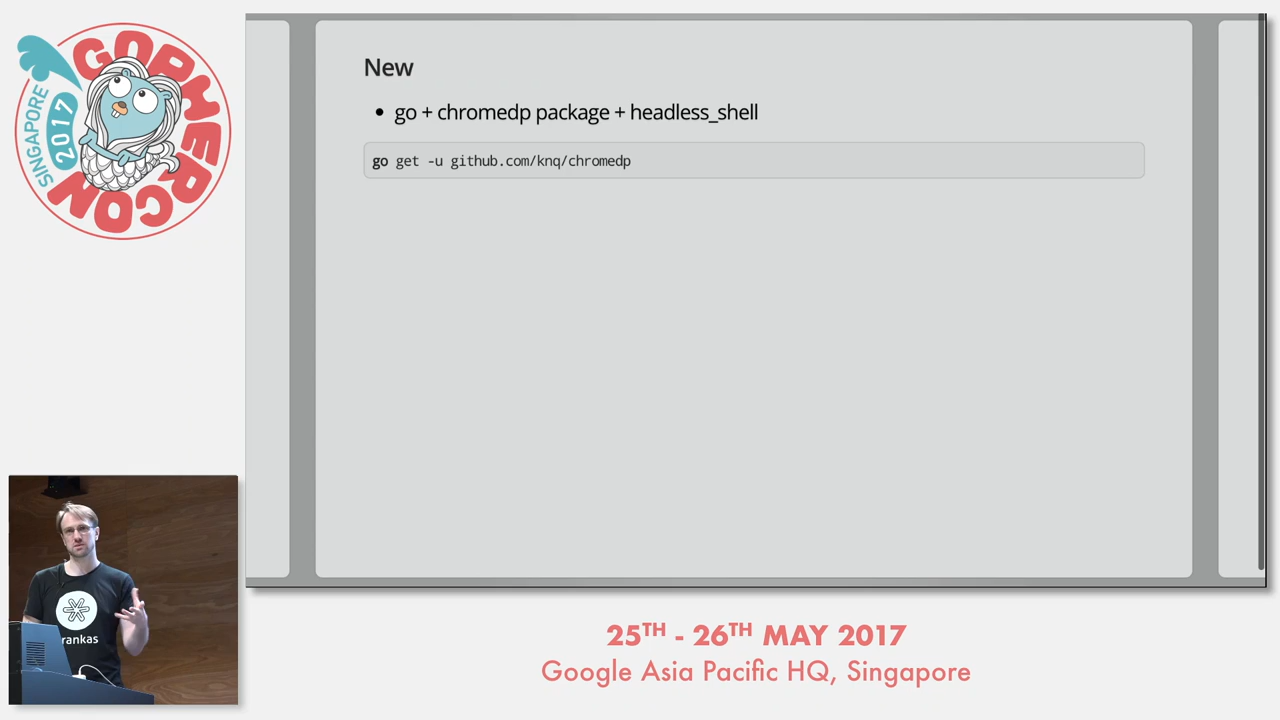 GOPHERCON
SINGAPORE
2017
New
• go + chromedp package + headless_shell
go get -u github.com/knq/chromedp
rankas
25TH - 26TH MAY 2017
Google Asia Pacific HQ, Singapore